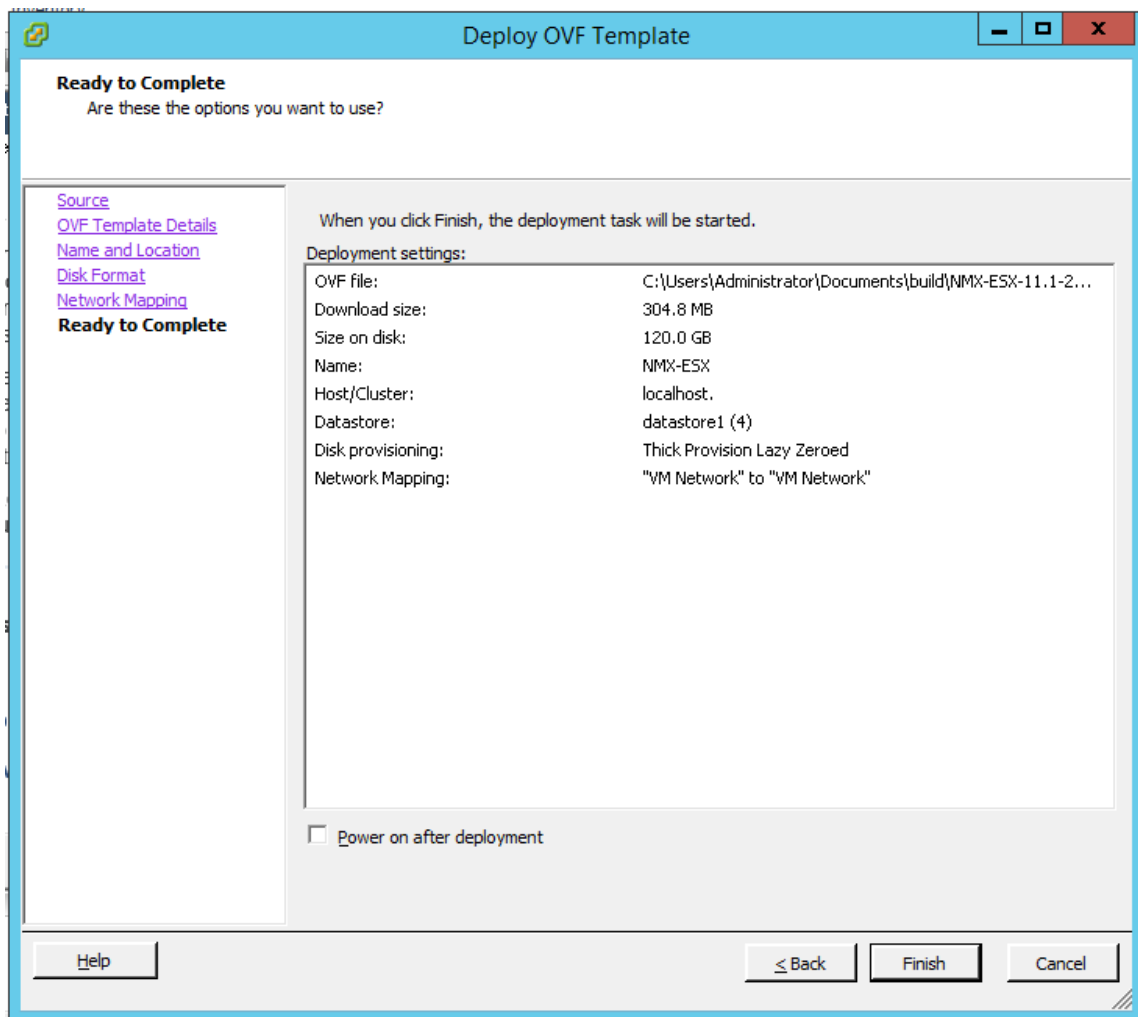 Inventory
Deploy OVF Template
Ready to Complete
Are these the options you want to use?
Source
OVF Template Details
Name and Location
Disk Format
Network Mapping
Ready to Complete
When you click Finish, the deployment task will be started.
Deployment settings:
OVF file: C:\Users\Administrator\Documents\build\NMX-ESX-11.1-2...
Download size: 304.8 MB
Size on disk: 120.0 GB
Name: NMX-ESX
Host/Cluster: localhost.
Datastore: datastore1 (4)
Disk provisioning: Thick Provision Lazy Zeroed
Network Mapping: "VM Network" to "VM Network"
Power on after deployment
Help
< Back
Finish
Cancel